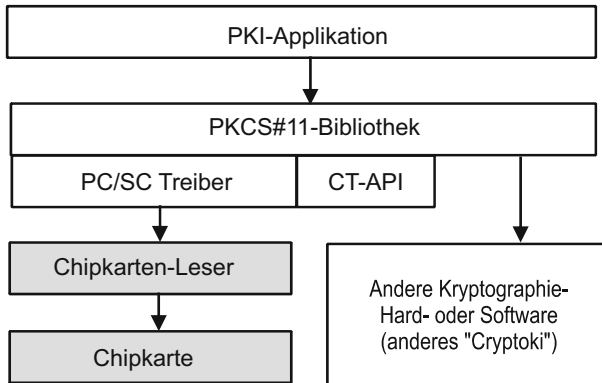 PKI-Applikation
PKCS#11-Bibliothek
PC/SC Treiber
CT-API
Chipkarten-Leser
Chipkarte
Andere Kryptographie-
Hard- oder Software
(anderes "Cryptoki")